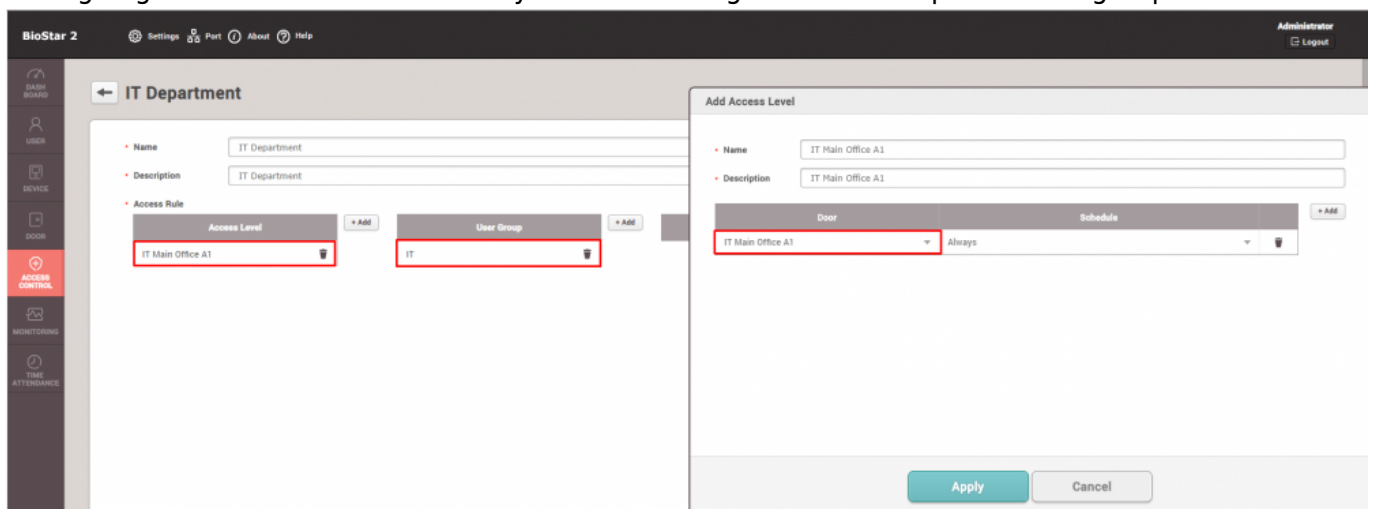 BioStar 2
Settings Port About Help
Administrator
Logout
DASH
BOARD
USER
DEVICE
DOOR
ACCESS
CONTROL
MONITORING
TIME
ATTENDANCE
IT Department
• Name IT Department
• Description IT Department
• Access Rule
Access Level + Add User Group + Add
IT Main Office A1 IT
Add Access Level
• Name IT Main Office A1
• Description IT Main Office A1
Door Schedule + Add
IT Main Office A1 Always
Apply Cancel